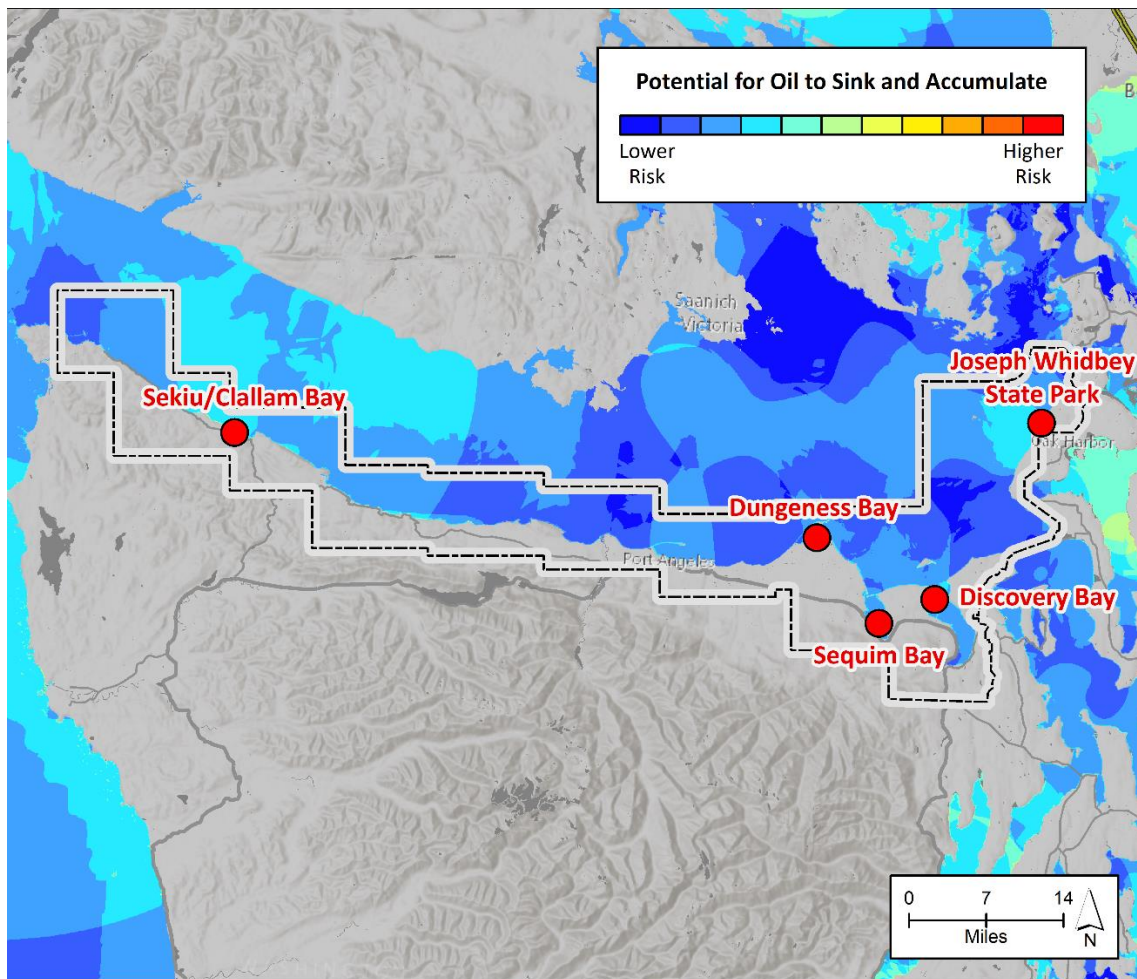 Potential for Oil to Sink and Accumulate
Lower
Risk
Higher
Risk
B
Saanich
Victoria
Joseph Whidbey
State Park
Oak Harbor
Sekiu/Clallam Bay
Dungeness Bay
Port Angeles
Discovery Bay
Sequim Bay
0 7 14
Miles
N